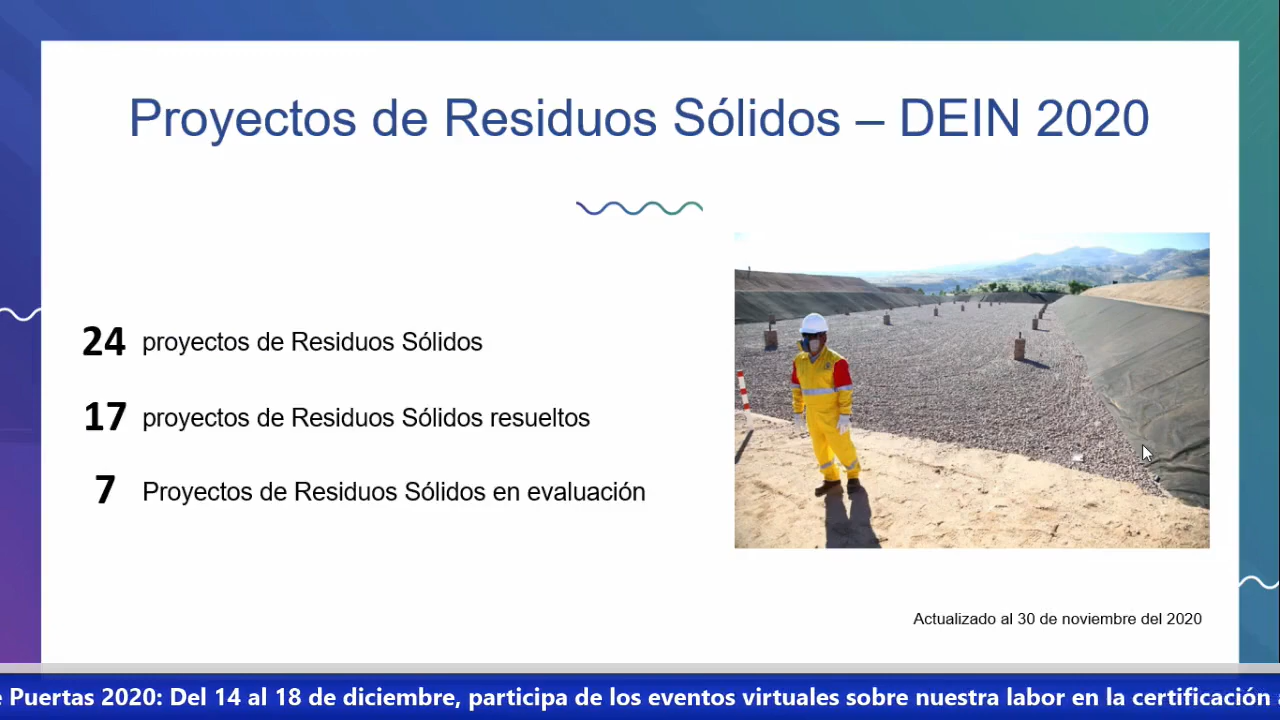 Proyectos de Residuos Sólidos – DEIN 2020
24 proyectos de Residuos Sólidos
17 proyectos de Residuos Sólidos resueltos
7 Proyectos de Residuos Sólidos en evaluación
Actualizado al 30 de noviembre del 2020
Puertas 2020: Del 14 al 18 de diciembre, participa de los eventos virtuales sobre nuestra labor en la certificación